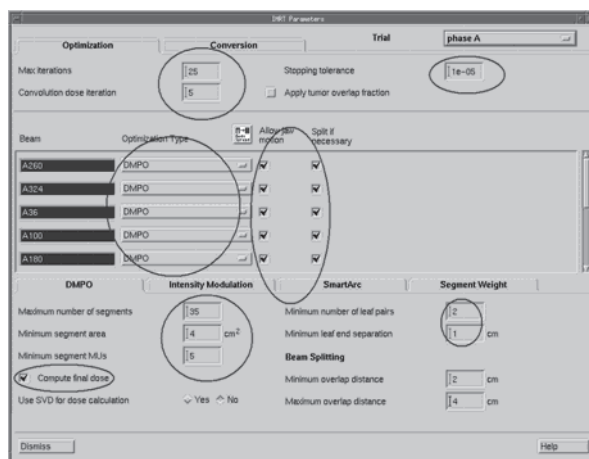 IMRT Parameters
Optimization Conversion Trial phase A
Max iterations 25 Stopping tolerance 1e-05
Convolution dose iteration 5 Apply tumor overlap fraction
Beam Optimization Type Allow jaw motion Split if necessary
A260 DMPO
A324 DMPO
A36 DMPO
A100 DMPO
A180 DMPO
DMPO Intensity Modulation SmartArc Segment Weight
Maximum number of segments 35 Minimum number of leaf pairs 2
Minimum segment area 4 cm² Minimum leaf end separation 1 cm
Minimum segment MUs 5 Beam Splitting
Compute final dose Minimum overlap distance 2 cm
Use SVD for dose calculation Yes No Maximum overlap distance 4 cm
Dismiss Help